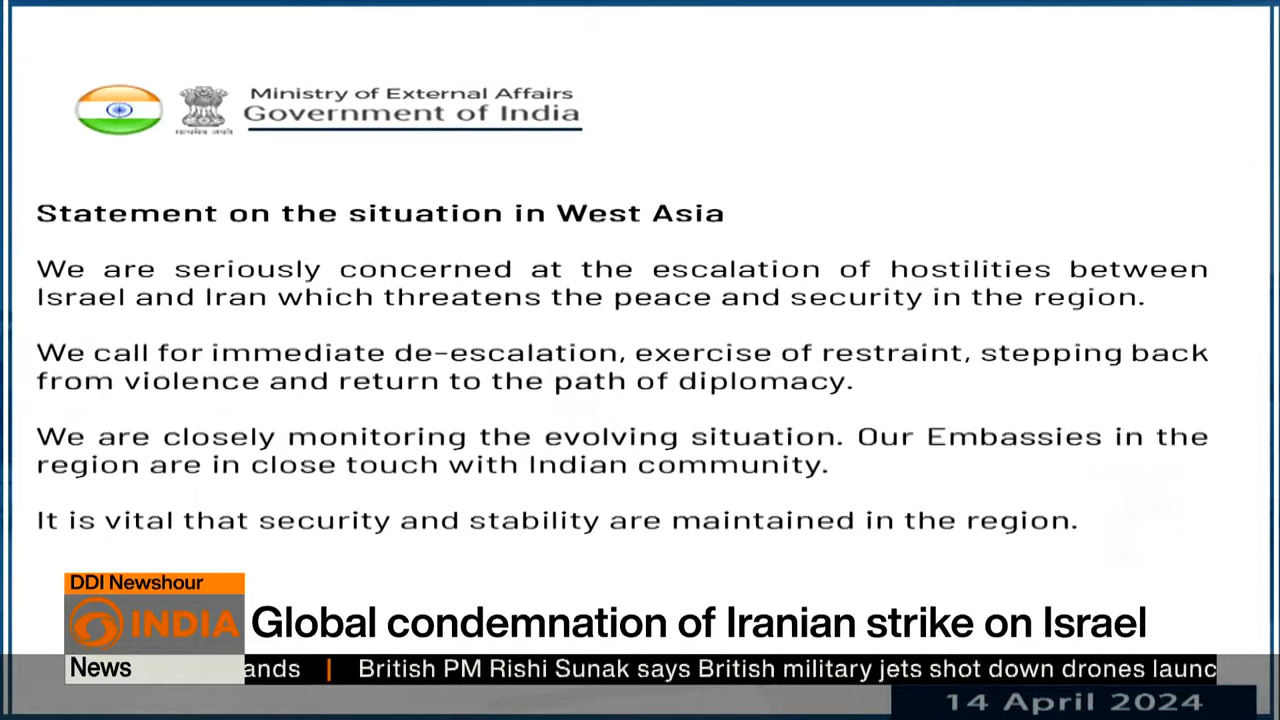 Ministry of External Affairs
Government of India
सत्यमेव जयते
Statement on the situation in West Asia
We are seriously concerned at the escalation of hostilities between
Israel and Iran which threatens the peace and security in the region.
We call for immediate de-escalation, exercise of restraint, stepping back
from violence and return to the path of diplomacy.
We are closely monitoring the evolving situation. Our Embassies in the
region are in close touch with Indian community.
It is vital that security and stability are maintained in the region.
DDI Newshour
INDIA
Global condemnation of Iranian strike on Israel
News
ands | British PM Rishi Sunak says British military jets shot down drones launc
14 April 2024